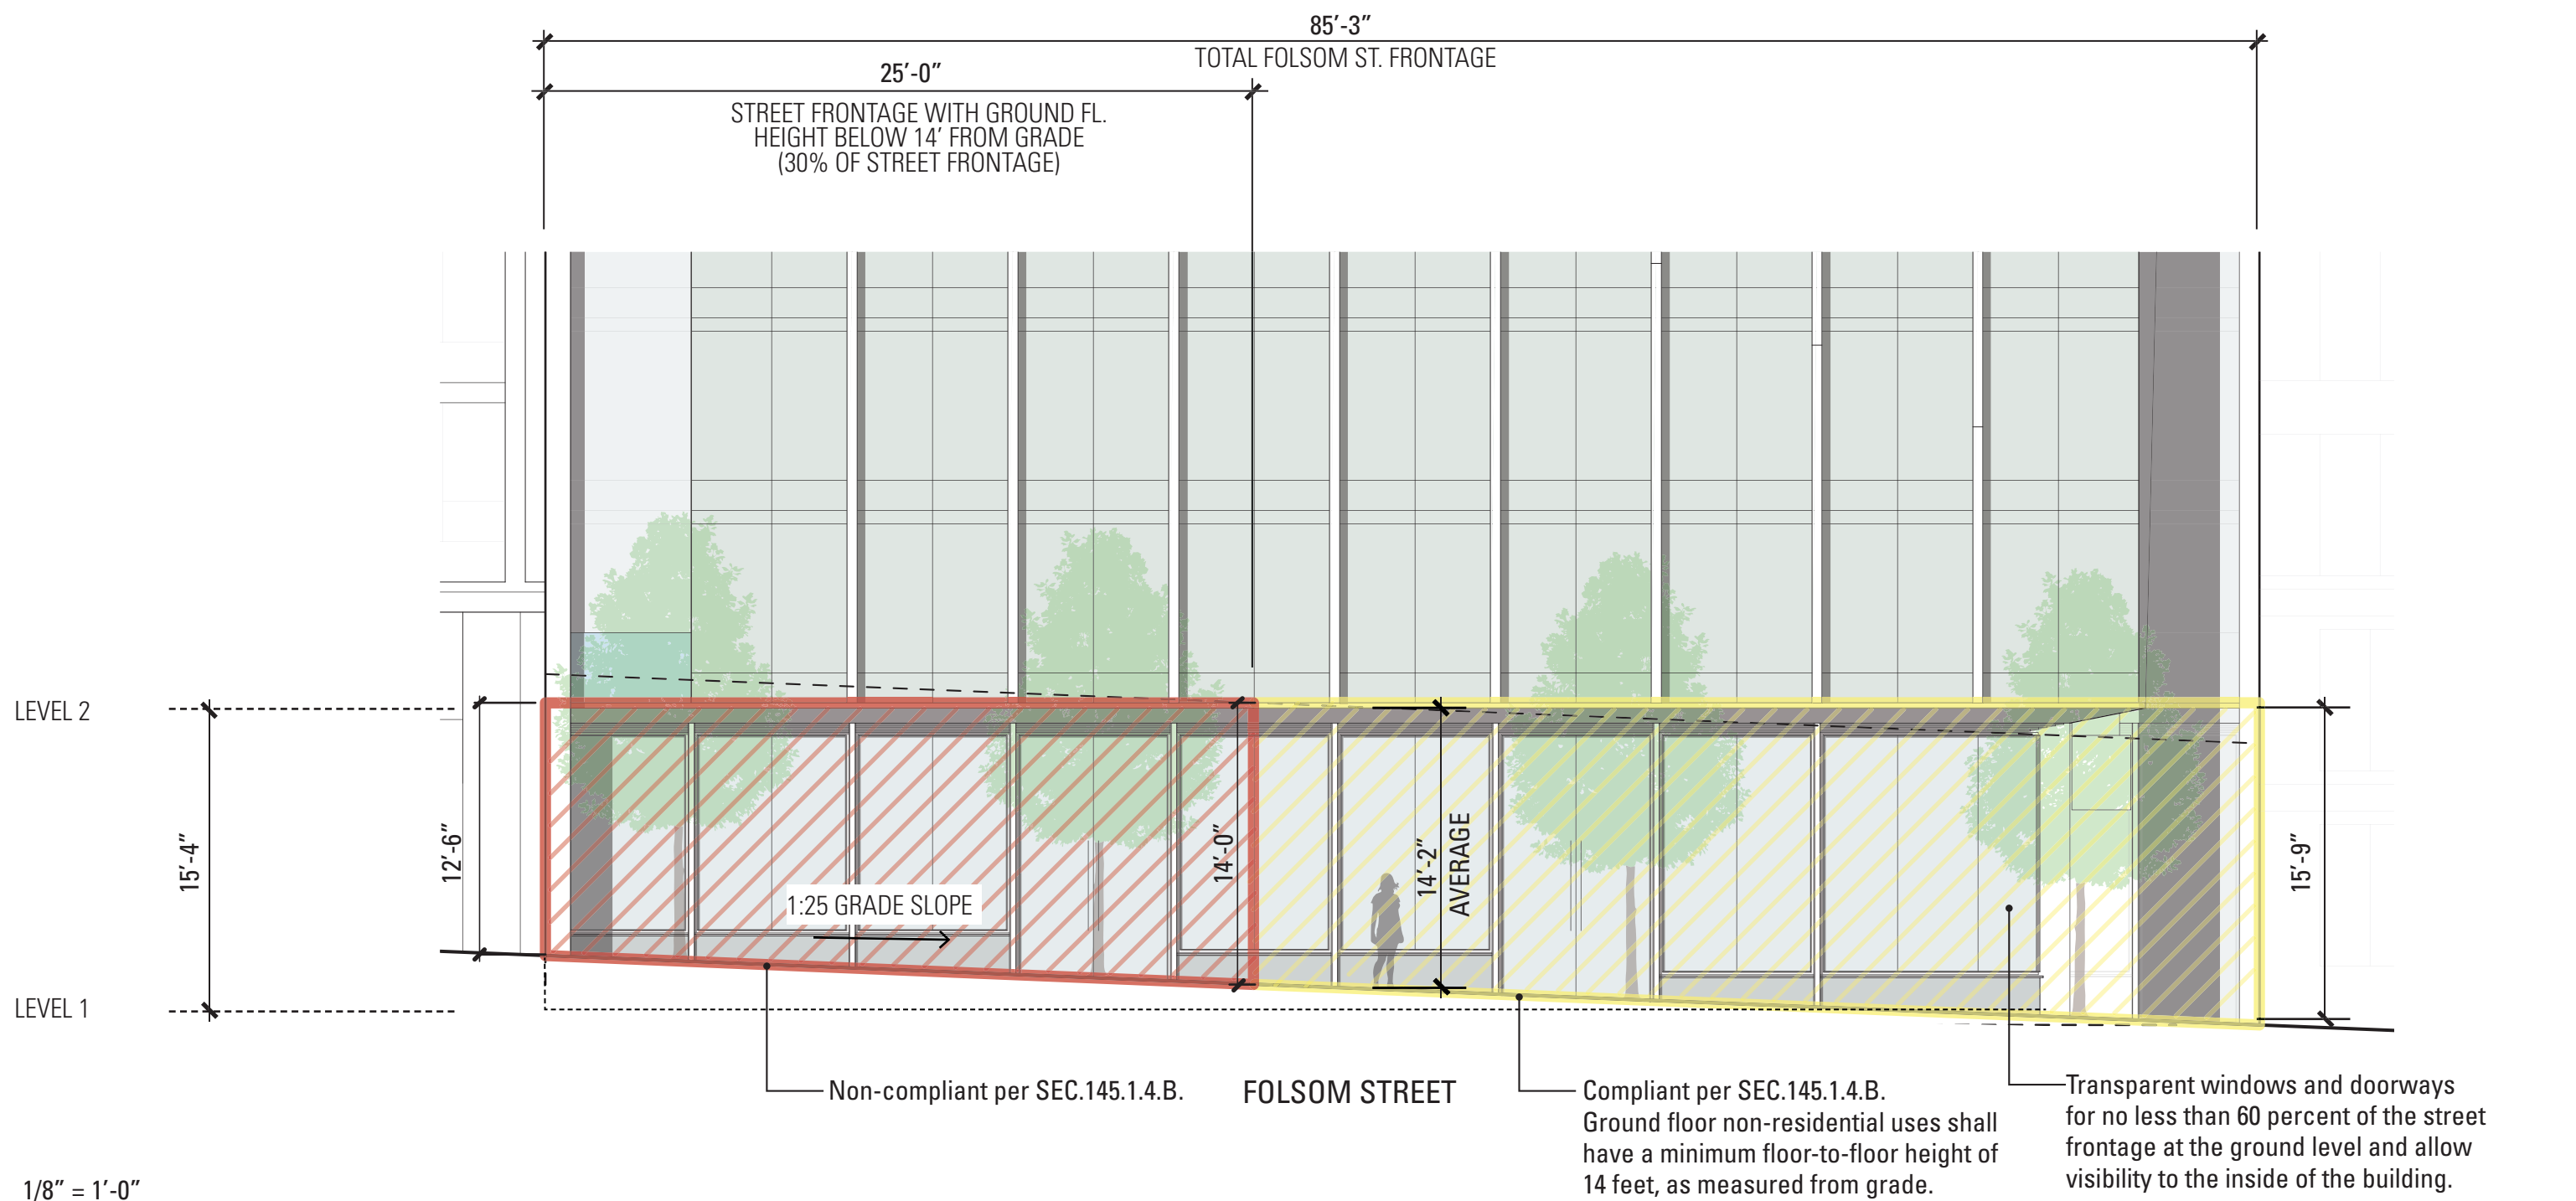 85’-3”
TOTAL FOLSOM ST. FRONTAGE
25’-0”
STREET FRONTAGE WITH GROUND FL.
HEIGHT BELOW 14’ FROM GRADE
(30% OF STREET FRONTAGE)
LEVEL 2
15’-4”
12’-6”
1:25 GRADE SLOPE
14’-0”
14’-2”
AVERAGE
15’-9”
LEVEL 1
Non-compliant per SEC.145.1.4.B.
FOLSOM STREET
Compliant per SEC.145.1.4.B.
Ground floor non-residential uses shall
have a minimum floor-to-floor height of
14 feet, as measured from grade.
Transparent windows and doorways
for no less than 60 percent of the street
frontage at the ground level and allow
visibility to the inside of the building.
1/8” = 1’-0”